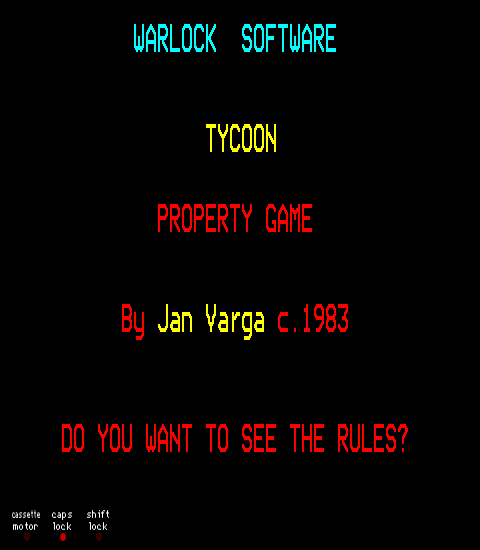 WARLOCK SOFTWARE
TYCOON
PROPERTY GAME
By Jan Varga c.1983
DO YOU WANT TO SEE THE RULES?
cassette caps shift
motor lock lock